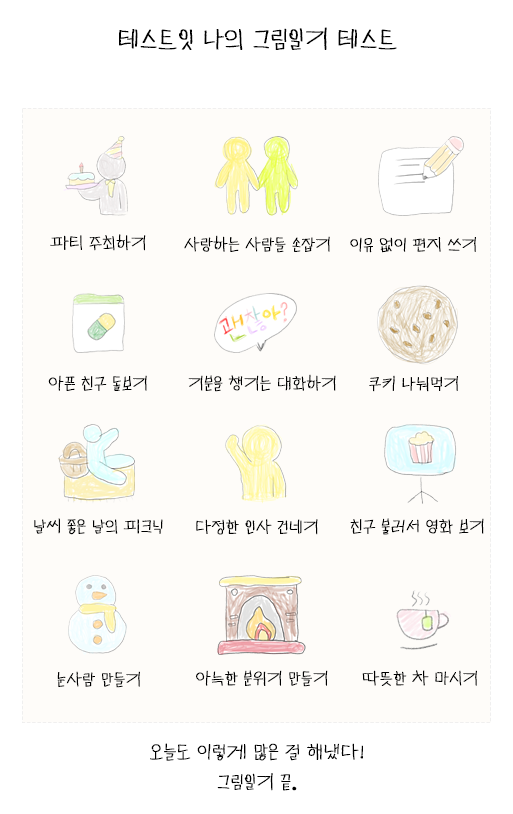 테스트잇 나의 그림일기 테스트
파티 주최하기
사랑하는 사람들 손잡기
이유 없이 편지 쓰기
아픈 친구 돌보기
괜찮아?
기분을 챙기는 대화하기
쿠키 나눠먹기
날씨 좋은 날의 피크닉
다정한 인사 건네기
친구 불러서 영화 보기
눈사람 만들기
아늑한 분위기 만들기
따뜻한 차 마시기
오늘도 이렇게 많은 걸 해냈다!
그림일기 끝.